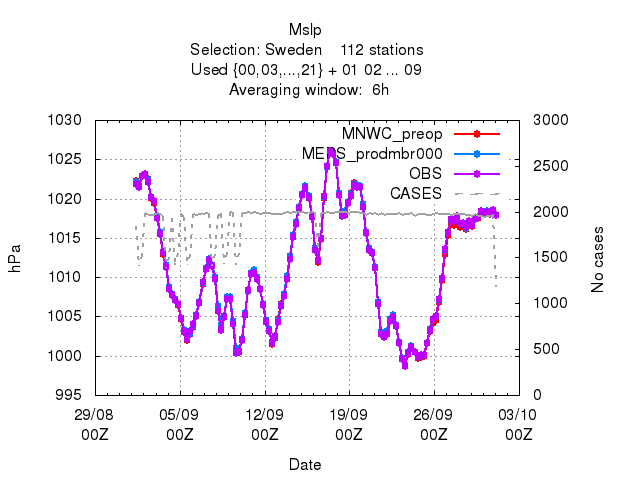 Mslp
Selection: Sweden    112 stations
Used {00,03,...,21} + 01 02 ... 09
Averaging window:  6h
1030
1025
1020
1015
1010
1005
1000
995
hPa
3000
2500
2000
1500
1000
500
0
No cases
MNWC_preop
MEPS_prodmbr000
OBS
CASES
29/08 05/09 12/09 19/09 26/09 03/10
00Z 00Z 00Z 00Z 00Z 00Z
Date